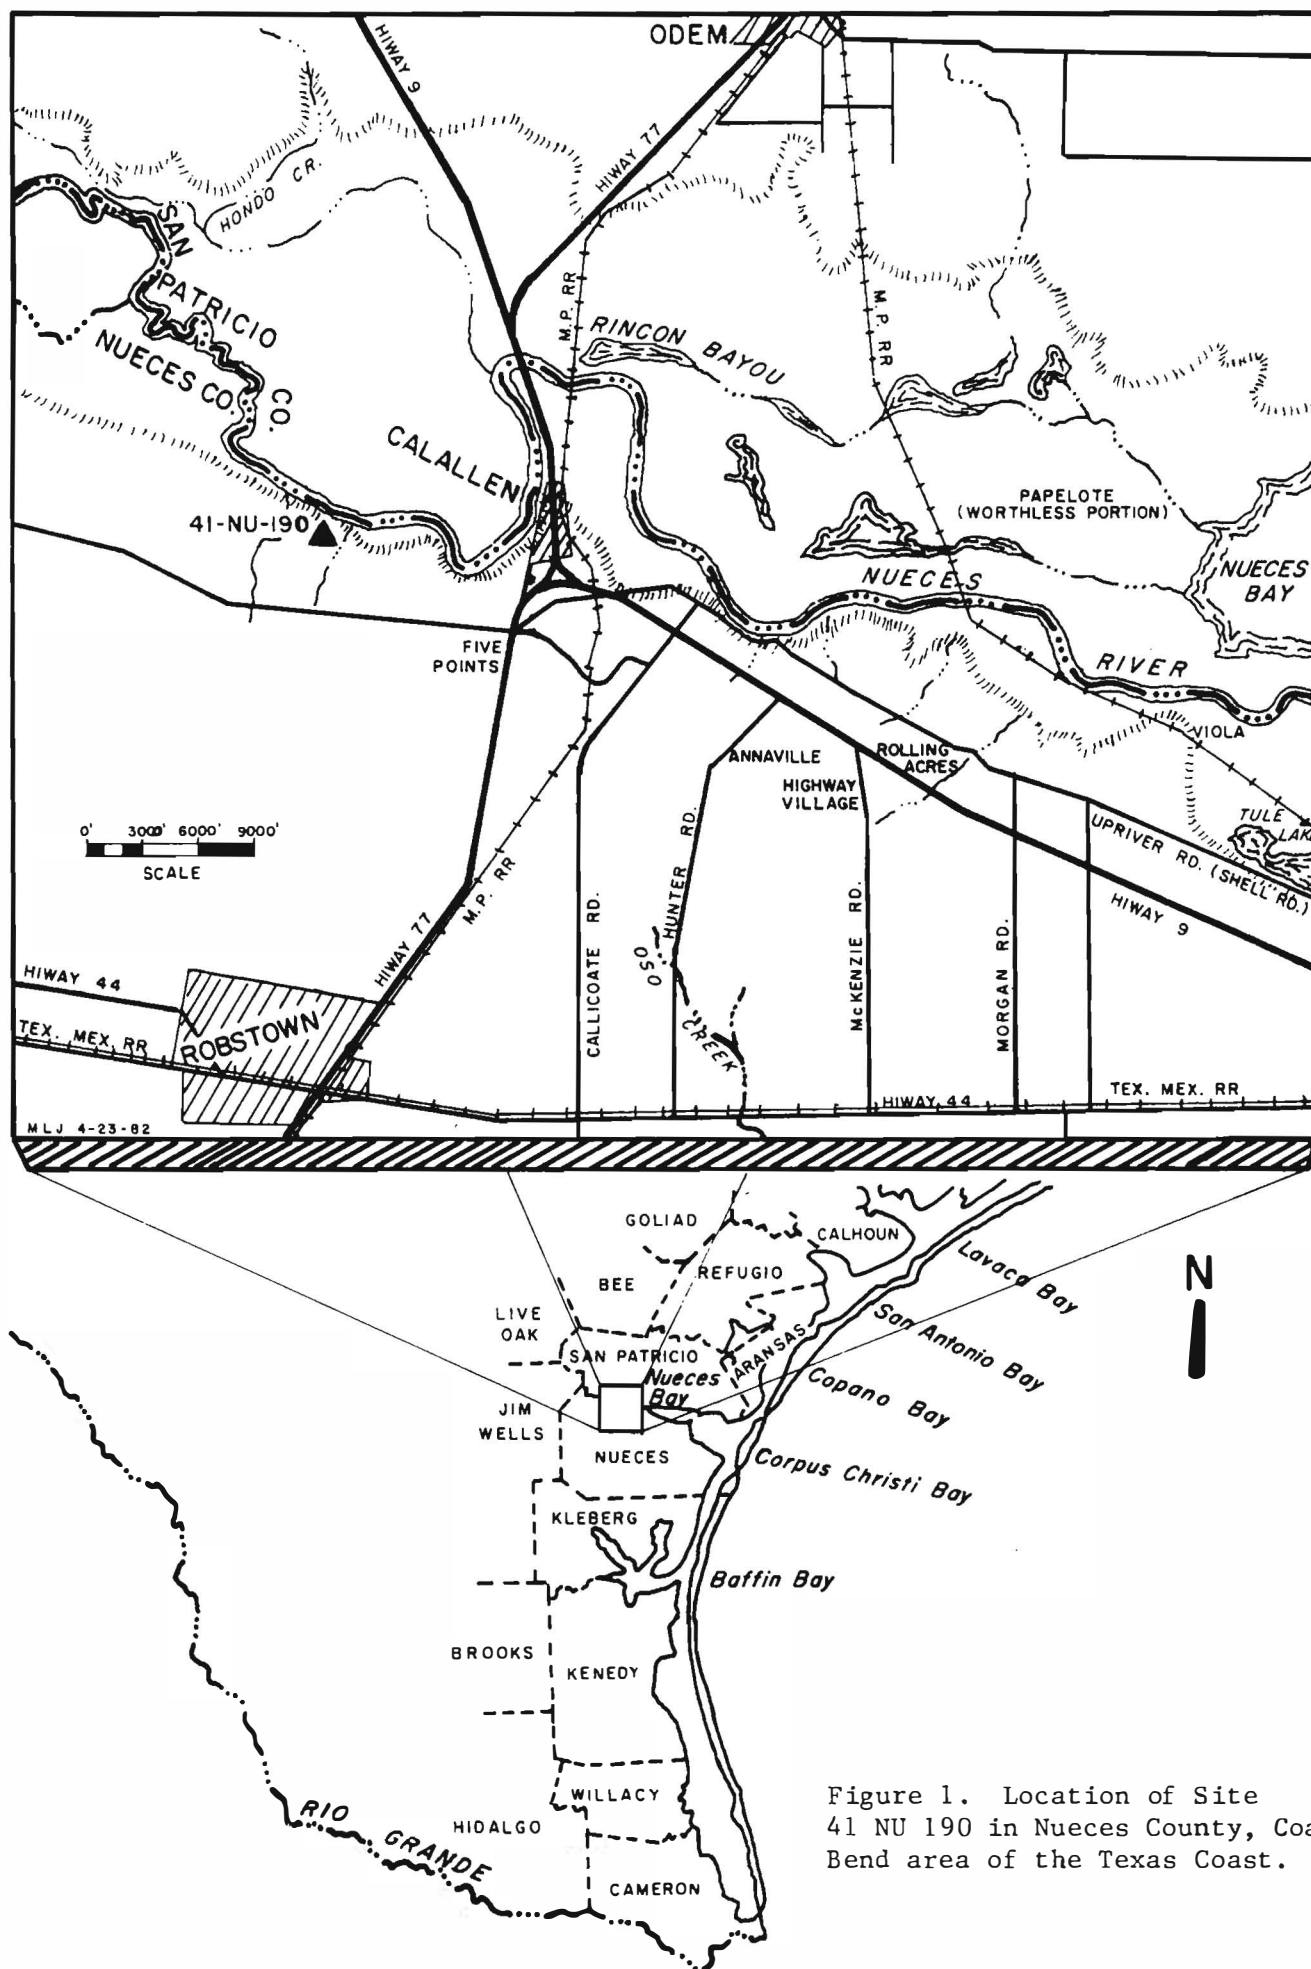 ODEM
HIWAY 9
HIWAY 77
HONDO CR.
SAN
PATRICIO
CO.
NUECES CO.
M.P. RR
M.P. RR
RINCON BAYOU
CALALLEN
41-NU-190
PAPELOTE
(WORTHLESS PORTION)
NUECES
BAY
NUECES
RIVER
FIVE
POINTS
VIOLA
ANNAVILLE
ROLLING
ACRES
HIGHWAY
VILLAGE
TULE
LAKE
0' 3000' 6000' 9000'
SCALE
UPRIVER RD. (SHELL RD.)
HIWAY 9
M.P. RR
HIWAY 77
CALLICOATE RD.
HUNTER RD.
McKENZIE RD.
MORGAN RD.
OSO
CREEK
HIWAY 44
TEX. MEX. RR
ROBSTOWN
HIWAY 44
TEX. MEX. RR
MLJ 4-23-82
GOLIAD
CALHOUN
BEE
REFUGIO
Lavaca Bay
N
LIVE
OAK
San Antonio Bay
ARANSAS
SAN PATRICIO
Nueces
Bay
Copano Bay
JIM
WELLS
NUECES
Corpus Christi Bay
KLEBERG
Baffin Bay
BROOKS
KENEDY
WILLACY
HIDALGO
RIO
GRANDE
CAMERON
Figure 1. Location of Site
41 NU 190 in Nueces County, Coa
Bend area of the Texas Coast.